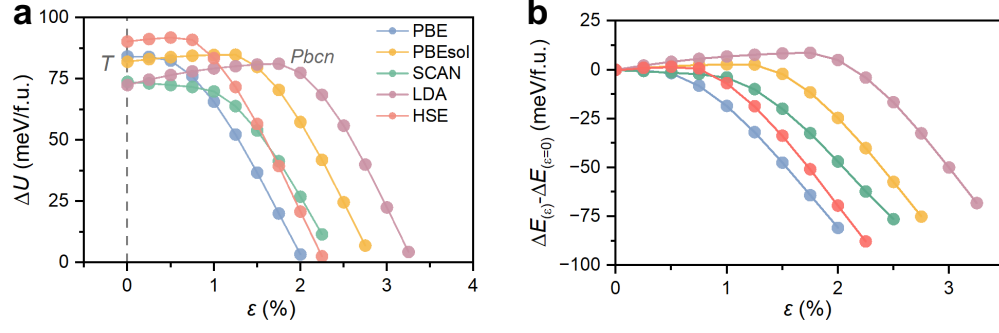 a
100
75
50
25
0
ΔU (meV/f.u.)
T
Pbcn
PBE
PBEsol
SCAN
LDA
HSE
0 1 2 3 4
ε (%)
b
25
0
−25
−50
−75
−100
ΔE(ε)-ΔE(ε=0) (meV/f.u.)
0 1 2 3
ε (%)